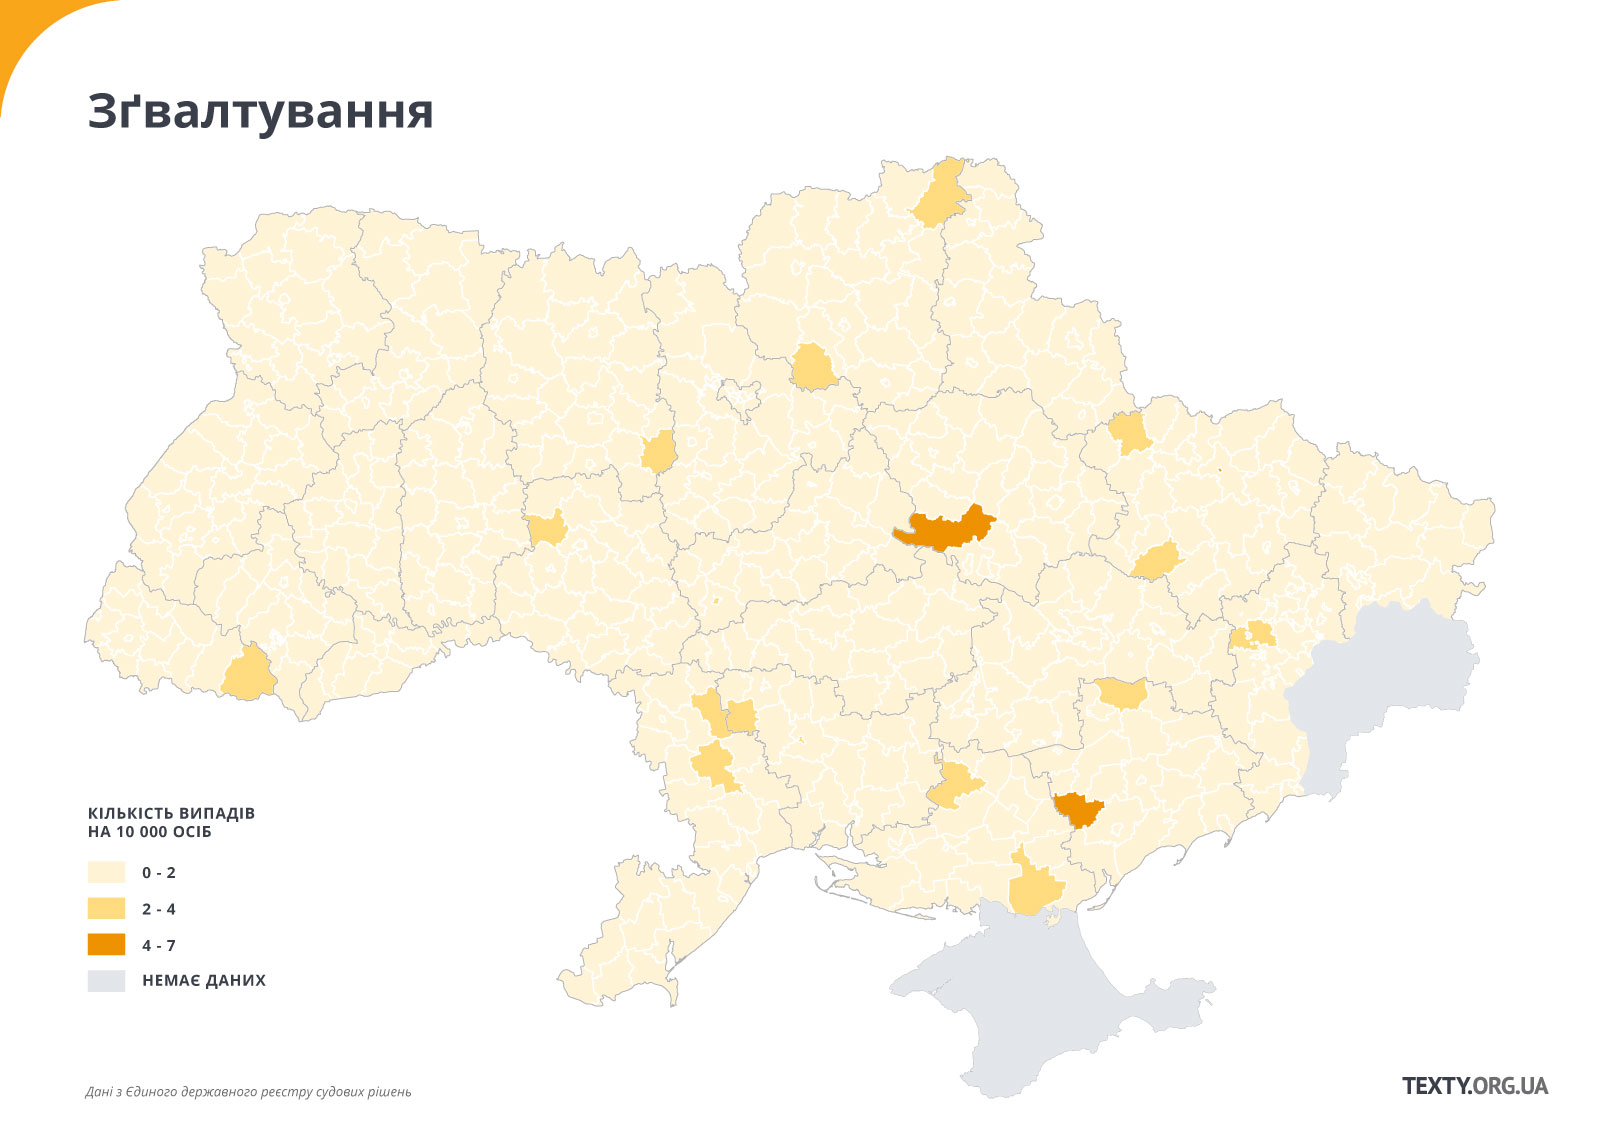 Зґвалтування
КІЛЬКІСТЬ ВИПАДІВ
НА 10 000 ОСІБ
0 - 2
2 - 4
4 - 7
НЕМАЄ ДАНИХ
Дані з Єдиного державного реєстру судових рішень
TEXTY.ORG.UA